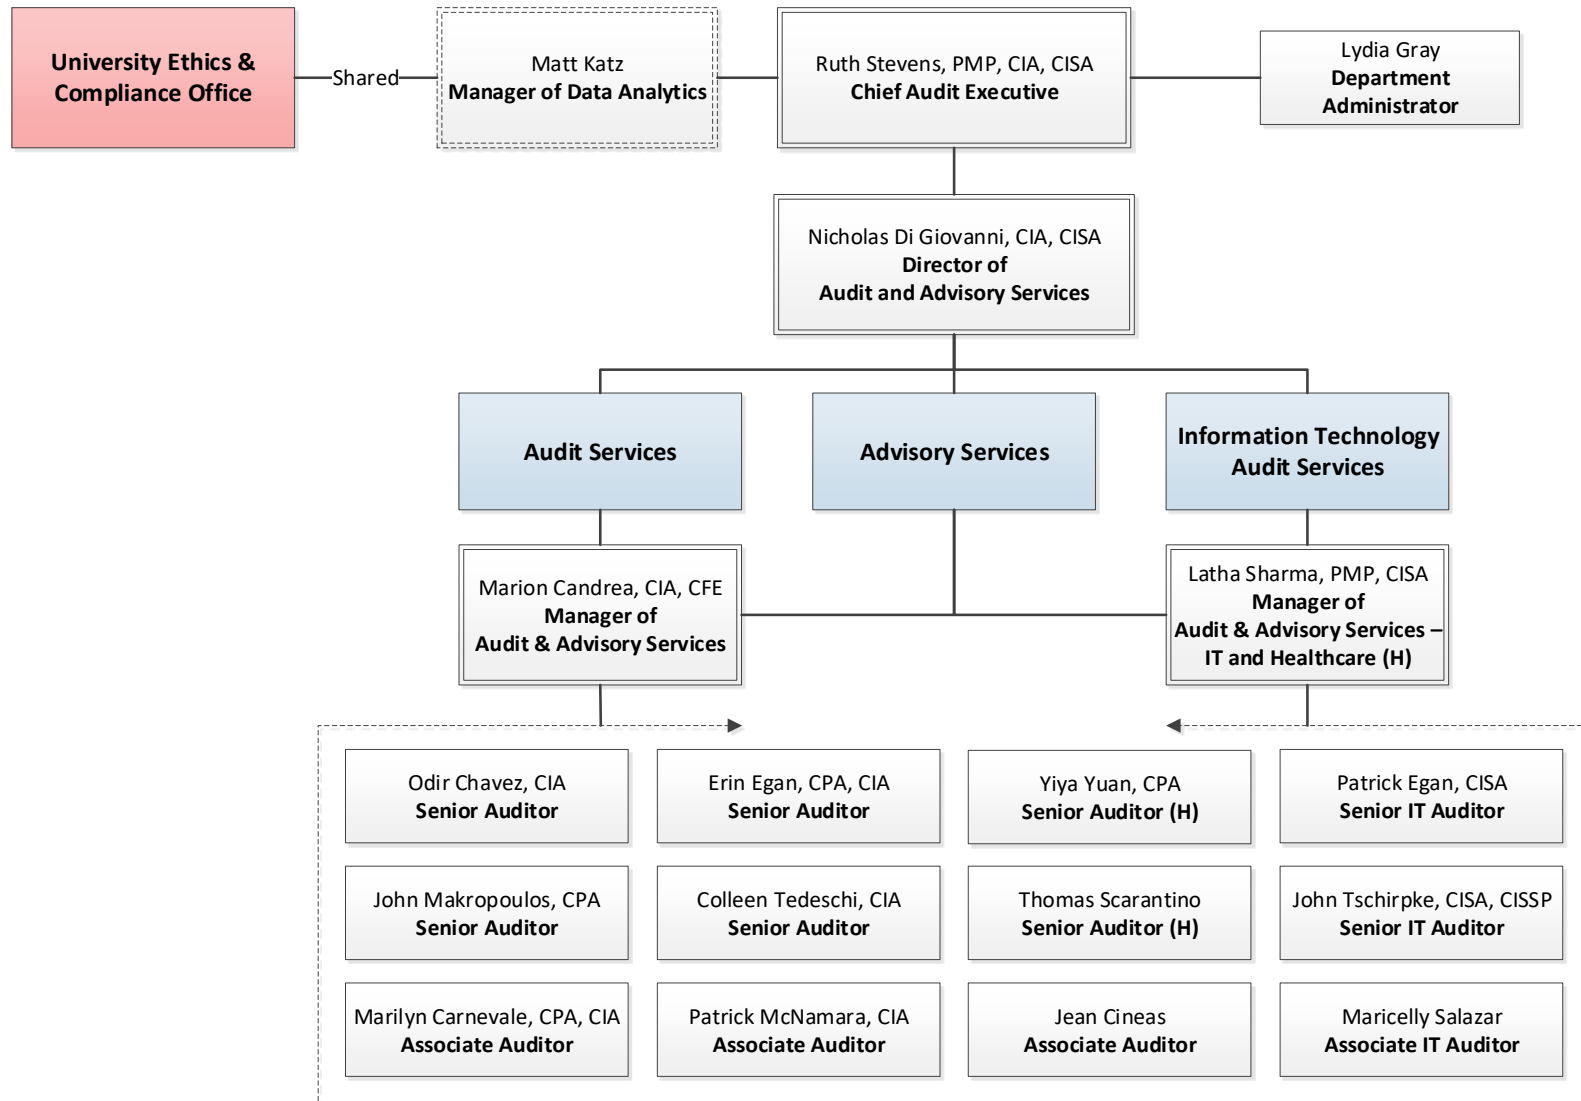 University Ethics &
Compliance Office
Shared
Matt Katz
Manager of Data Analytics
Ruth Stevens, PMP, CIA, CISA
Chief Audit Executive
Lydia Gray
Department
Administrator
Nicholas Di Giovanni, CIA, CISA
Director of
Audit and Advisory Services
Audit Services
Advisory Services
Information Technology
Audit Services
Marion Candrea, CIA, CFE
Manager of
Audit & Advisory Services
Latha Sharma, PMP, CISA
Manager of
Audit & Advisory Services –
IT and Healthcare (H)
Odir Chavez, CIA
Senior Auditor
Erin Egan, CPA, CIA
Senior Auditor
Yiya Yuan, CPA
Senior Auditor (H)
Patrick Egan, CISA
Senior IT Auditor
John Makropoulos, CPA
Senior Auditor
Colleen Tedeschi, CIA
Senior Auditor
Thomas Scarantino
Senior Auditor (H)
John Tschirpke, CISA, CISSP
Senior IT Auditor
Marilyn Carnevale, CPA, CIA
Associate Auditor
Patrick McNamara, CIA
Associate Auditor
Jean Cineas
Associate Auditor
Maricelly Salazar
Associate IT Auditor